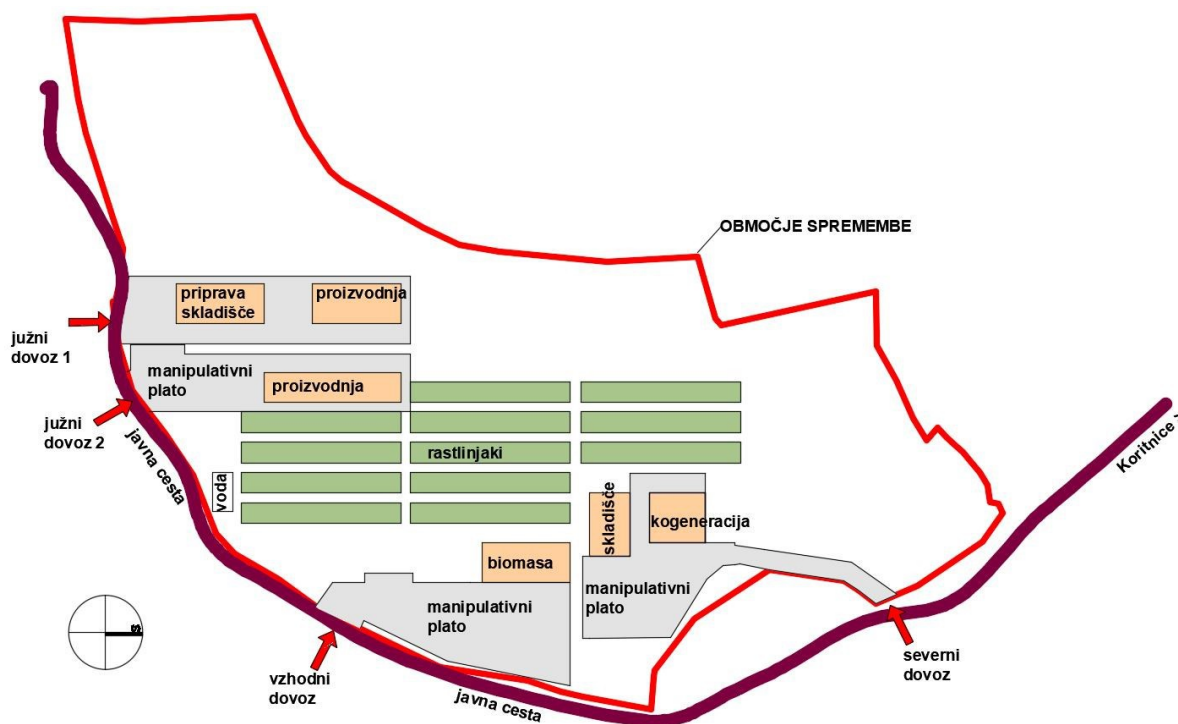 OBMOČJE SPREMEMBE
priprava
skladišče
proizvodnja
južni
dovoz 1
manipulativni
plato
proizvodnja
južni
dovoz 2
javna cesta
rastlinjaki
voda
Koritnice
skladišče
kogeneracija
biomasa
manipulativni
plato
manipulativni
plato
severni
dovoz
vzhodni
dovoz
javna cesta